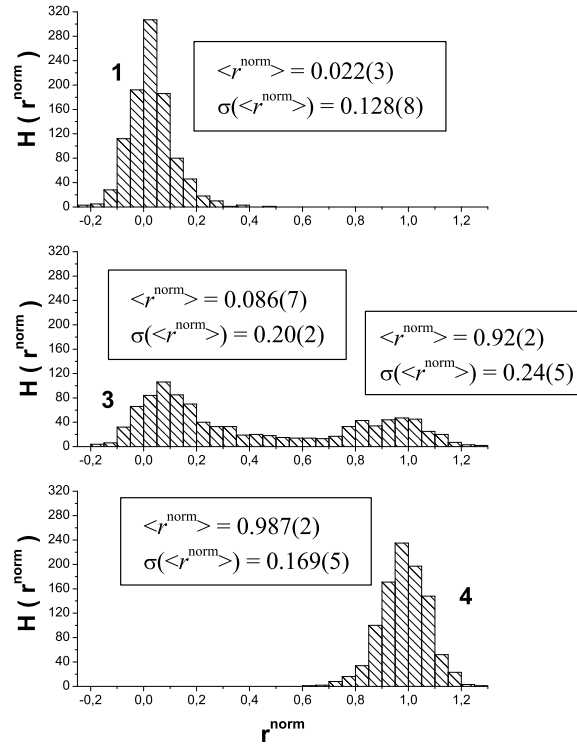 320
280
240
200
160
120
80
40
0
H ( r^norm )
1
<r^norm> = 0.022(3)
σ(<r^norm>) = 0.128(8)
-0,2 0,0 0,2 0,4 0,6 0,8 1,0 1,2
320
280
240
200
160
120
80
40
0
H ( r^norm )
<r^norm> = 0.086(7)
σ(<r^norm>) = 0.20(2)
<r^norm> = 0.92(2)
σ(<r^norm>) = 0.24(5)
3
-0,2 0,0 0,2 0,4 0,6 0,8 1,0 1,2
320
280
240
200
160
120
80
40
0
H ( r^norm )
<r^norm> = 0.987(2)
σ(<r^norm>) = 0.169(5)
4
-0,2 0,0 0,2 0,4 0,6 0,8 1,0 1,2
r^norm